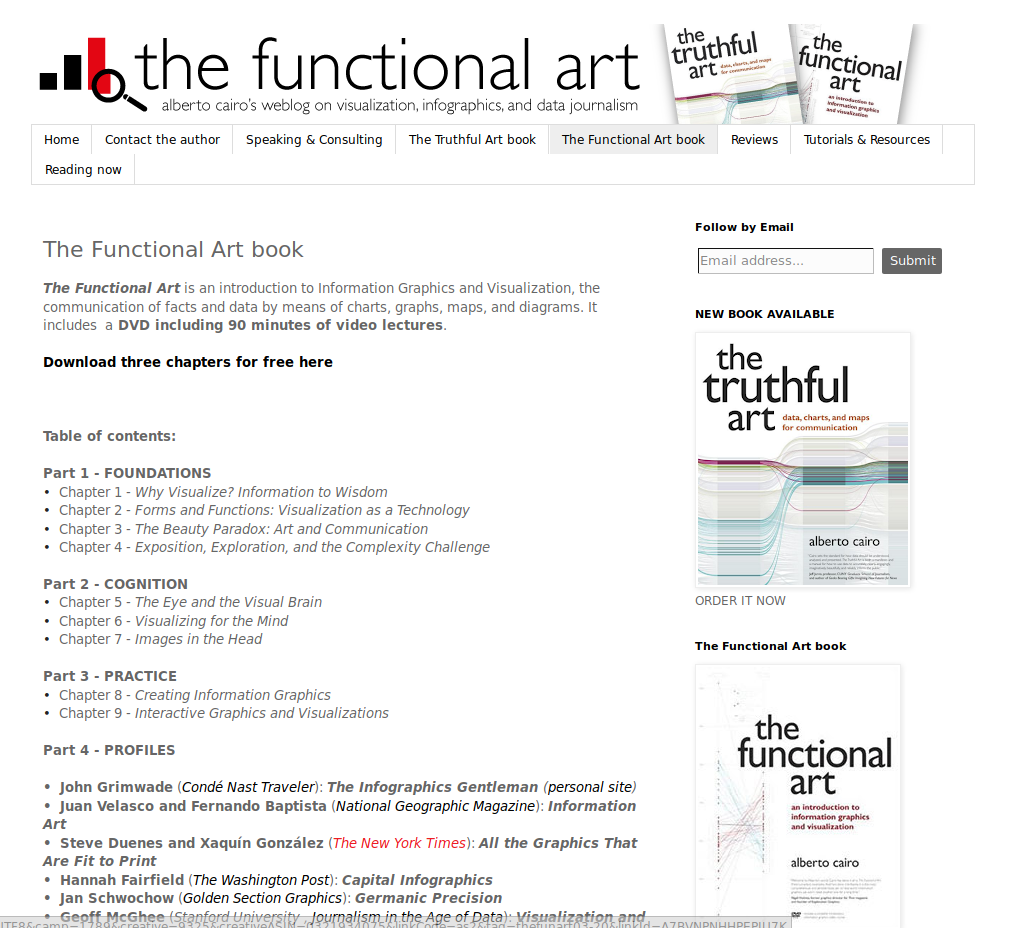 the functional art
alberto cairo's weblog on visualization, infographics, and data journalism
the
truthful
art
data, charts, and maps
for communication
the
functional
art
an introduction to
information graphics
and visualization
Home
Contact the author
Speaking & Consulting
The Truthful Art book
The Functional Art book
Reviews
Tutorials & Resources
Reading now
The Functional Art book
The Functional Art is an introduction to Information Graphics and Visualization, the
communication of facts and data by means of charts, graphs, maps, and diagrams. It
includes a DVD including 90 minutes of video lectures.
Download three chapters for free here
Table of contents:
Part 1 - FOUNDATIONS
• Chapter 1 - Why Visualize? Information to Wisdom
• Chapter 2 - Forms and Functions: Visualization as a Technology
• Chapter 3 - The Beauty Paradox: Art and Communication
• Chapter 4 - Exposition, Exploration, and the Complexity Challenge
Part 2 - COGNITION
• Chapter 5 - The Eye and the Visual Brain
• Chapter 6 - Visualizing for the Mind
• Chapter 7 - Images in the Head
Part 3 - PRACTICE
• Chapter 8 - Creating Information Graphics
• Chapter 9 - Interactive Graphics and Visualizations
Part 4 - PROFILES
• John Grimwade (Condé Nast Traveler): The Infographics Gentleman (personal site)
• Juan Velasco and Fernando Baptista (National Geographic Magazine): Information
Art
• Steve Duenes and Xaquín González (The New York Times): All the Graphics That
Are Fit to Print
• Hannah Fairfield (The Washington Post): Capital Infographics
• Jan Schwochow (Golden Section Graphics): Germanic Precision
• Geoff McGhee (Stanford University - Journalism in the Age of Data): Visualization and
Follow by Email
Email address...
Submit
NEW BOOK AVAILABLE
the
truthful
art
data, charts, and maps
for communication
alberto cairo
ORDER IT NOW
The Functional Art book
the
functional
art
an introduction to
information graphics
and visualization
alberto cairo